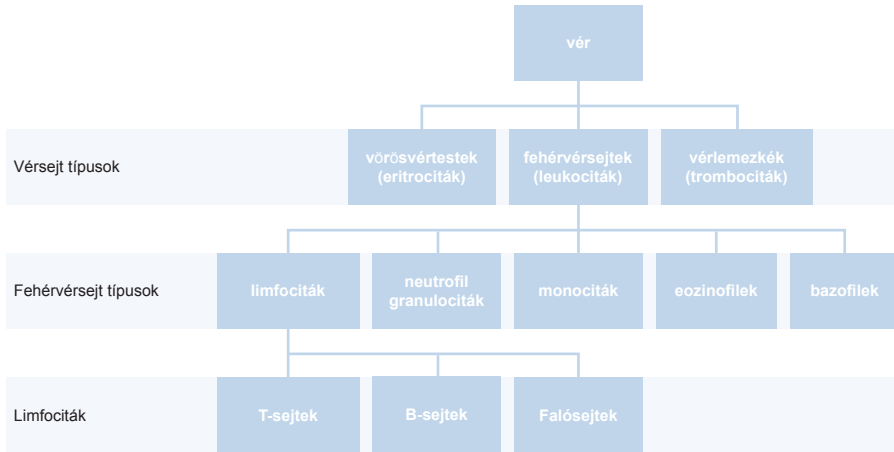 vér
Vérsejt típusok
vörösvértestek
(eritrociták)
fehérvérsejtek
(leukociták)
vérlemezkék
(trombociták)
Fehérvérsejt típusok
limfociták
neutrofil
granulociták
monociták
eozinofilek
bazofilek
Limfociták
T-sejtek
B-sejtek
Falósejtek